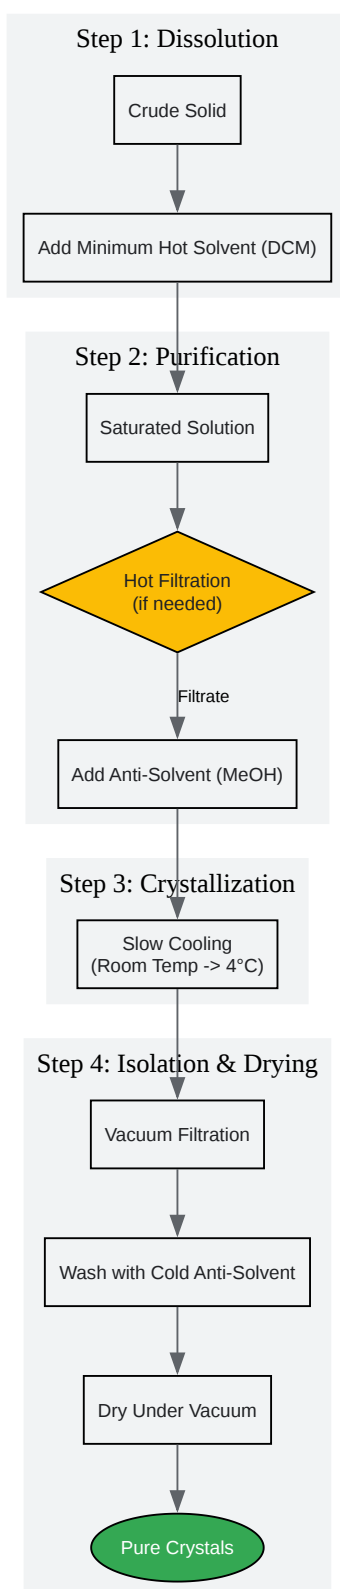 Step 1: Dissolution
Crude Solid
Add Minimum Hot Solvent (DCM)
Step 2: Purification
Saturated Solution
Hot Filtration
(if needed)
Filtrate
Add Anti-Solvent (MeOH)
Step 3: Crystallization
Slow Cooling
(Room Temp -> 4°C)
Step 4: Isolation & Drying
Vacuum Filtration
Wash with Cold Anti-Solvent
Dry Under Vacuum
Pure Crystals